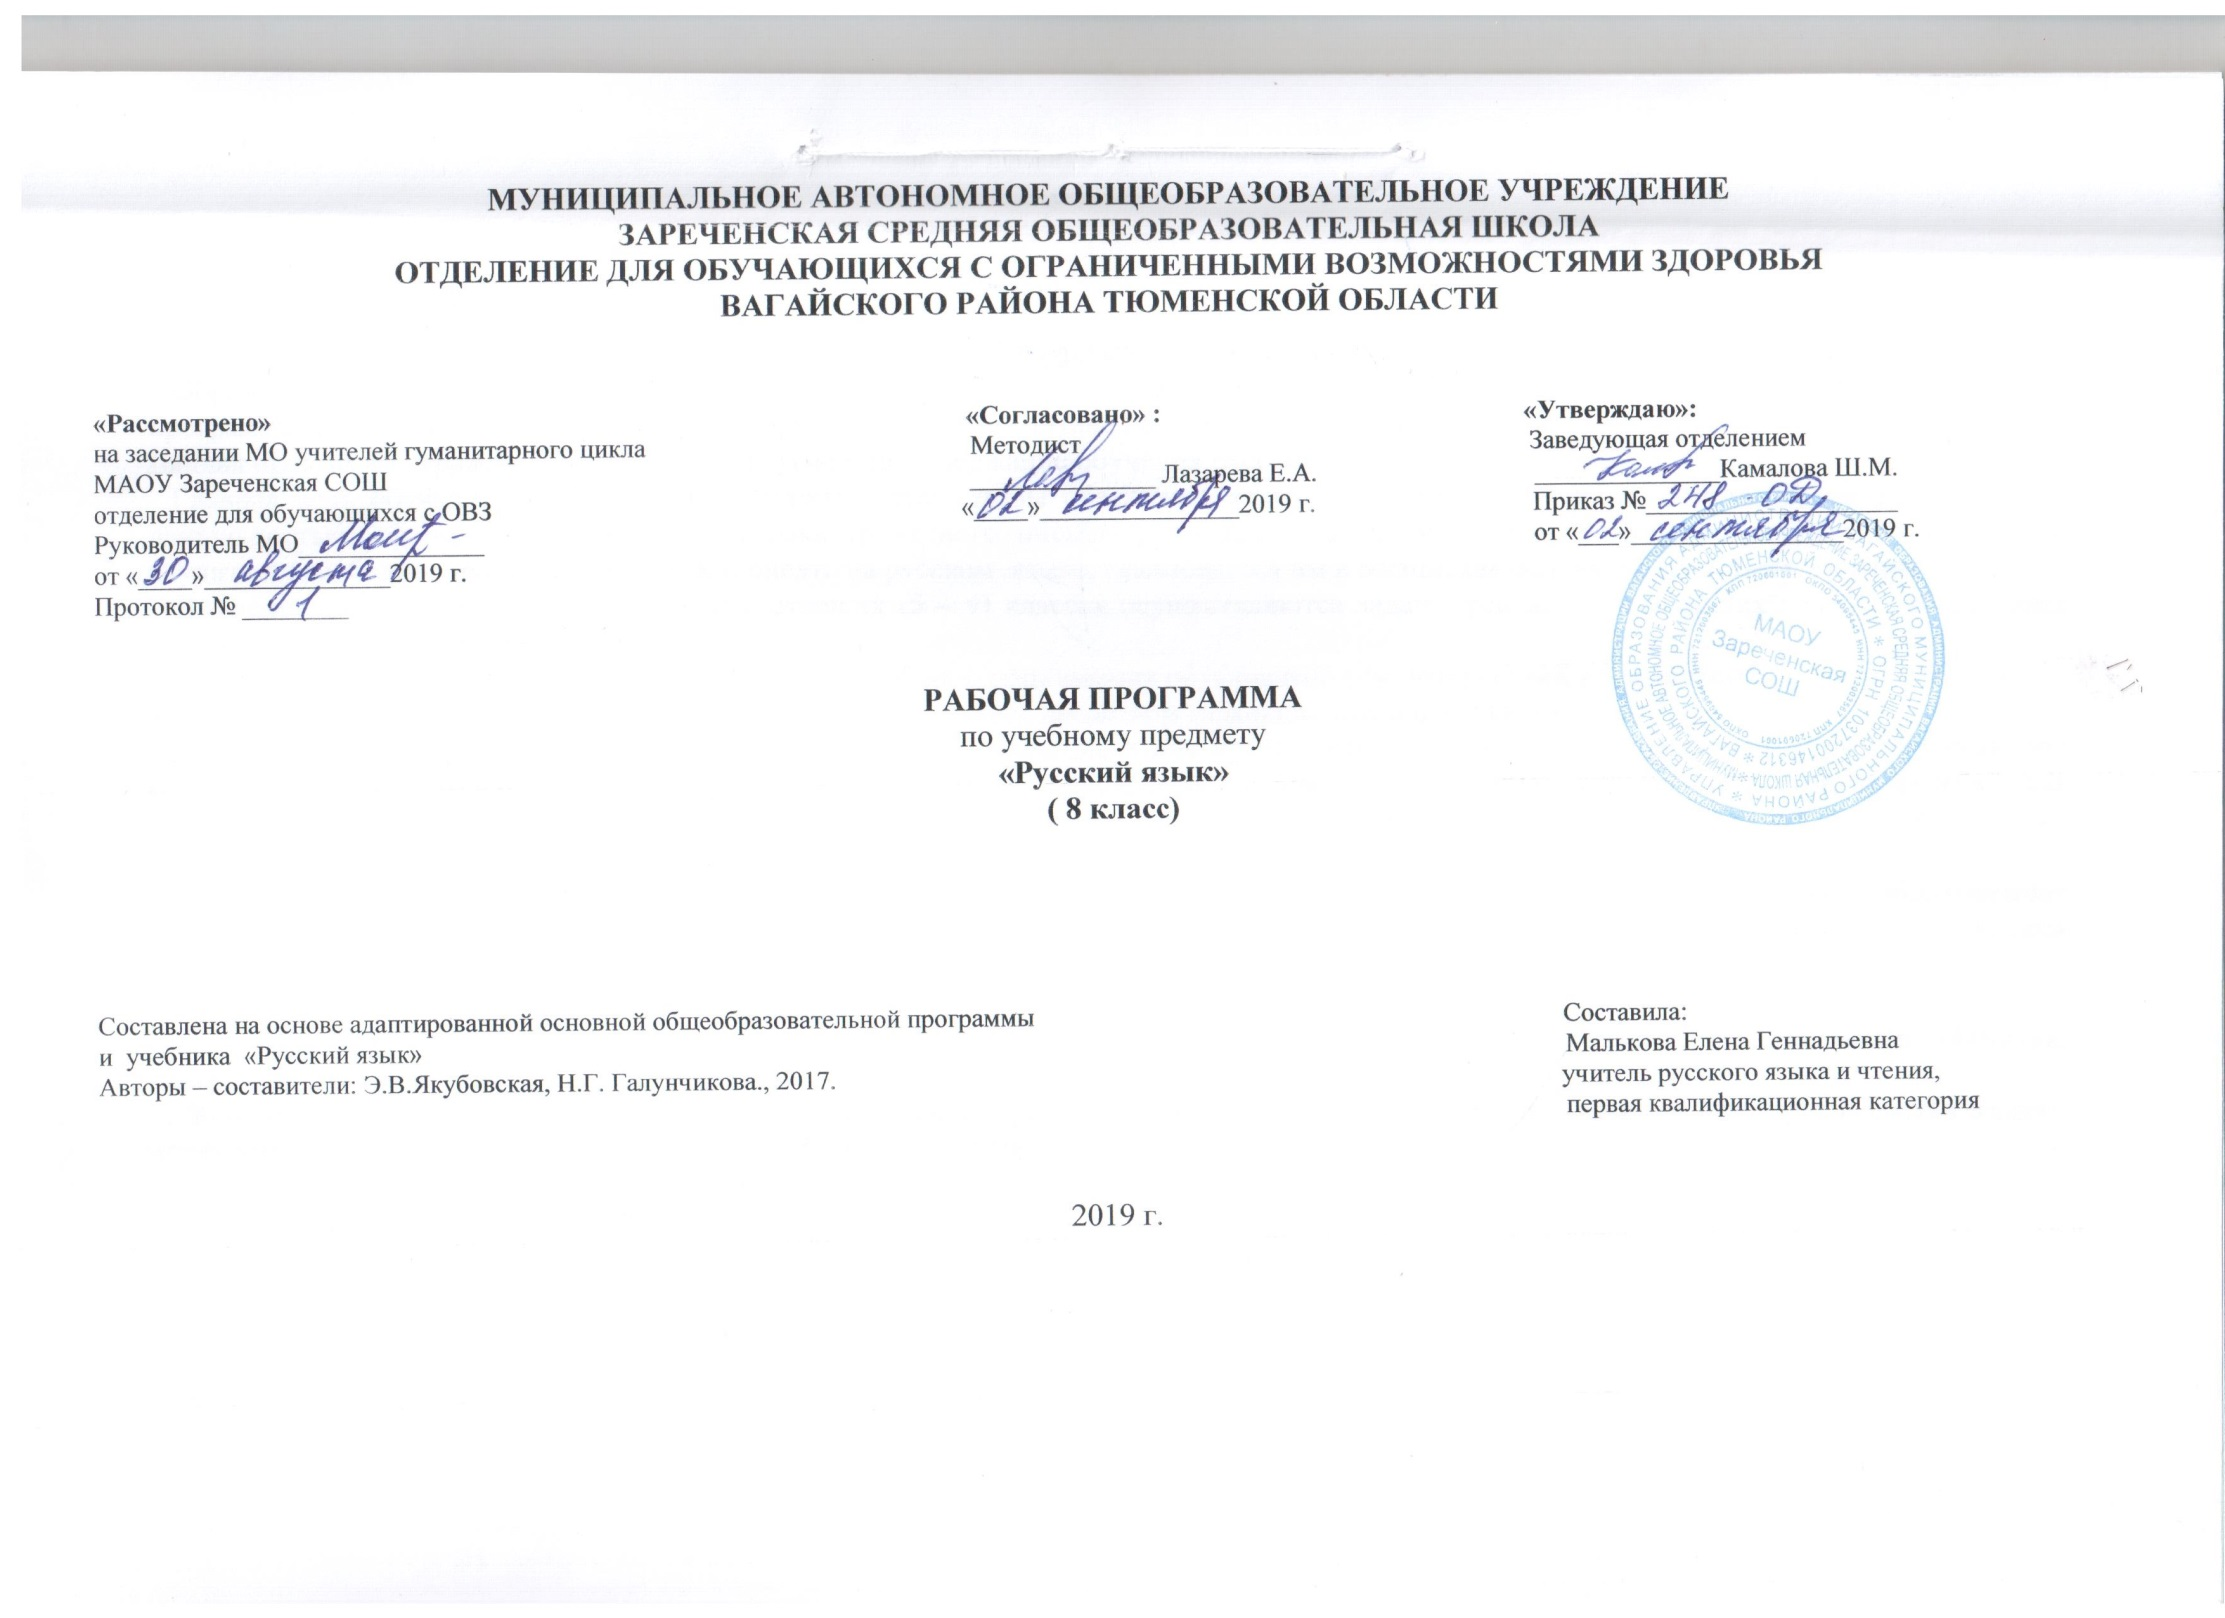 МУНИЦИПАЛЬНОЕ АВТОНОМНОЕ ОБЩЕОБРАЗОВАТЕЛЬНОЕ УЧРЕЖДЕНИЕ
ЗАРЕЧЕНСКАЯ СРЕДНЯЯ ОБЩЕОБРАЗОВАТЕЛЬНАЯ ШКОЛА
ОТДЕЛЕНИЕ ДЛЯ ОБУЧАЮЩИХСЯ С ОГРАНИЧЕННЫМИ ВОЗМОЖНОСТЯМИ ЗДОРОВЬЯ
ВАГАЙСКОГО РАЙОНА ТЮМЕНСКОЙ ОБЛАСТИ
«Рассмотрено»
на заседании МО учителей гуманитарного цикла
МАОУ Зареченская СОШ
отделение для обучающихся с ОВЗ
Руководитель МО
от «30» августа 2019 г.
Протокол № 1
«Согласовано» :
Методист
Лазарева Е.А.
«02» сентября 2019 г.
«Утверждаю»:
Заведующая отделением
Камалова Ш.М.
Приказ № 248 - ОД
от «02» сентября 2019 г.
МАОУ
Зареченская
СОШ
РАБОЧАЯ ПРОГРАММА
по учебному предмету
«Русский язык»
( 8 класс)
Составлена на основе адаптированной основной общеобразовательной программы
и учебника «Русский язык»
Авторы – составители: Э.В.Якубовская, Н.Г. Галунчикова., 2017.
Составила:
Малькова Елена Геннадьевна
учитель русского языка и чтения,
первая квалификационная категория
2019 г.